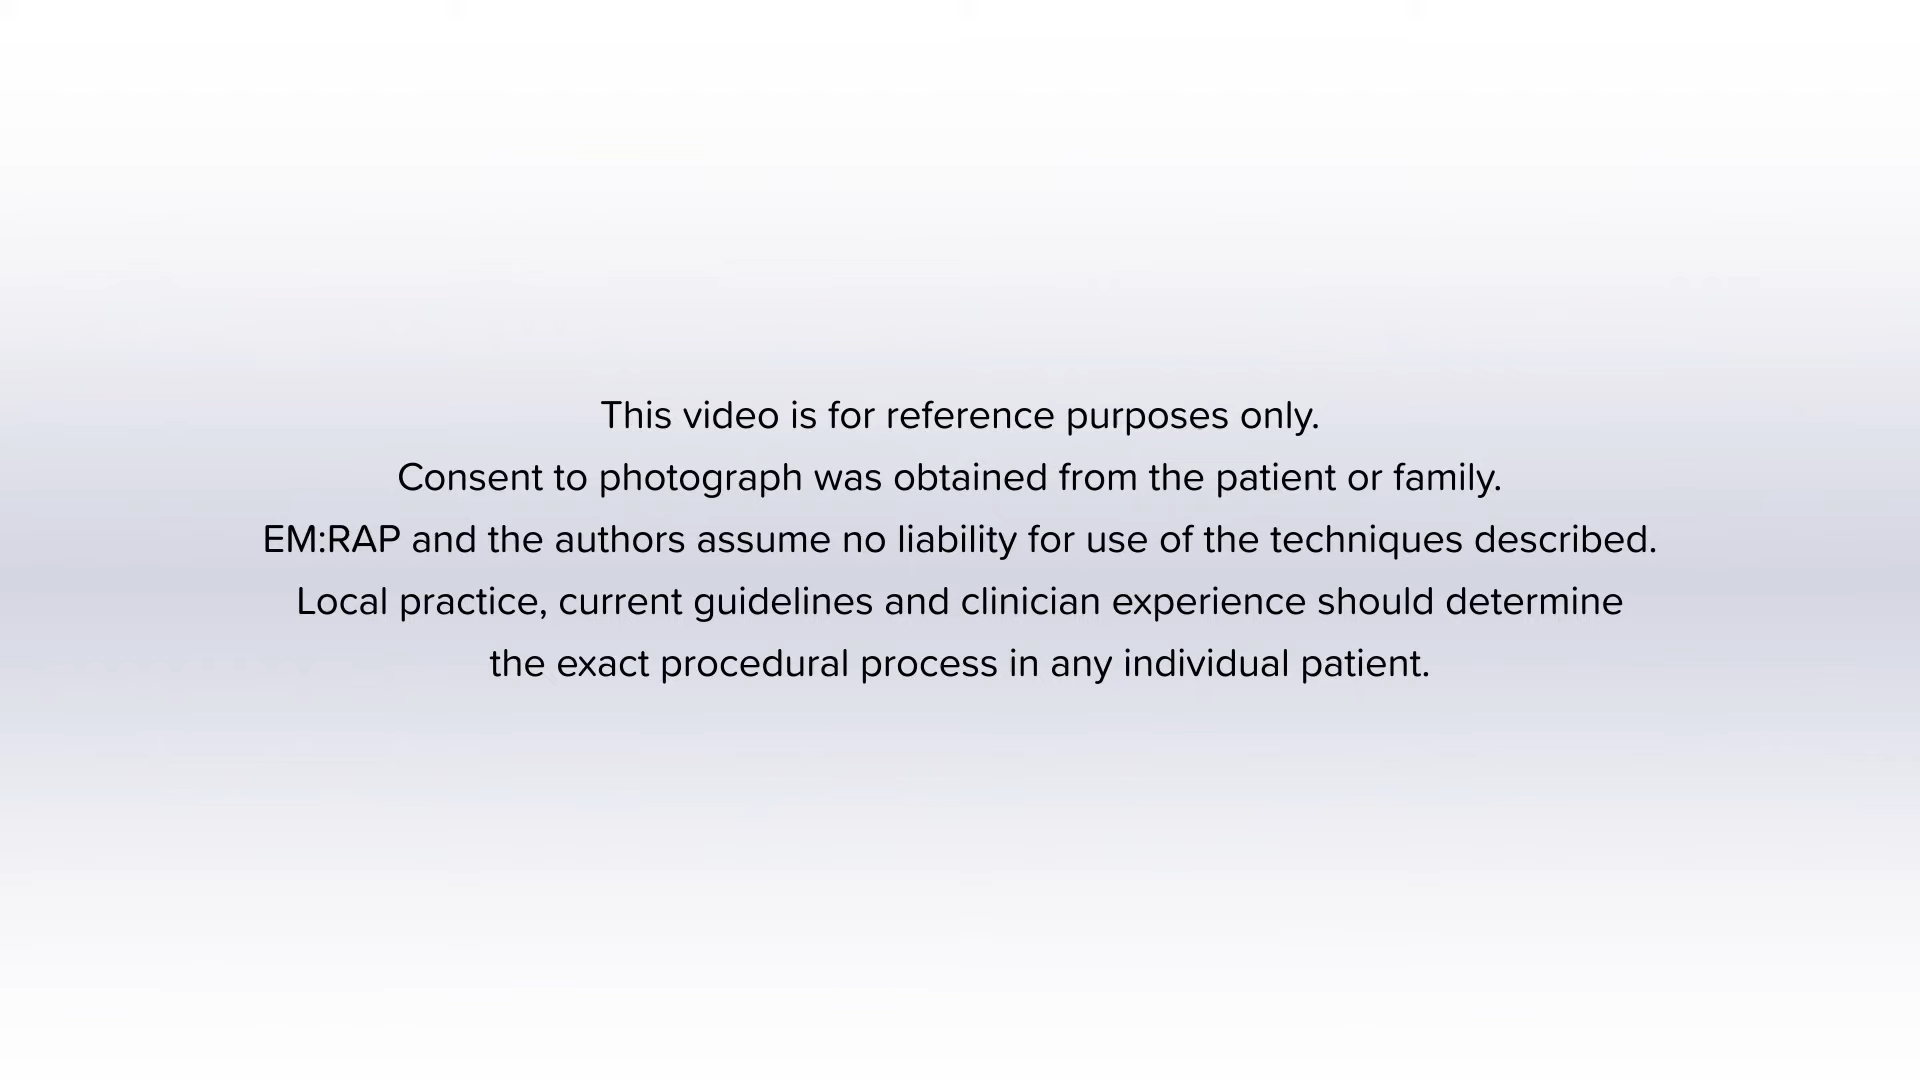 This video is for reference purposes only.
Consent to photograph was obtained from the patient or family.
EM:RAP and the authors assume no liability for use of the techniques described.
Local practice, current guidelines and clinician experience should determine
the exact procedural process in any individual patient.